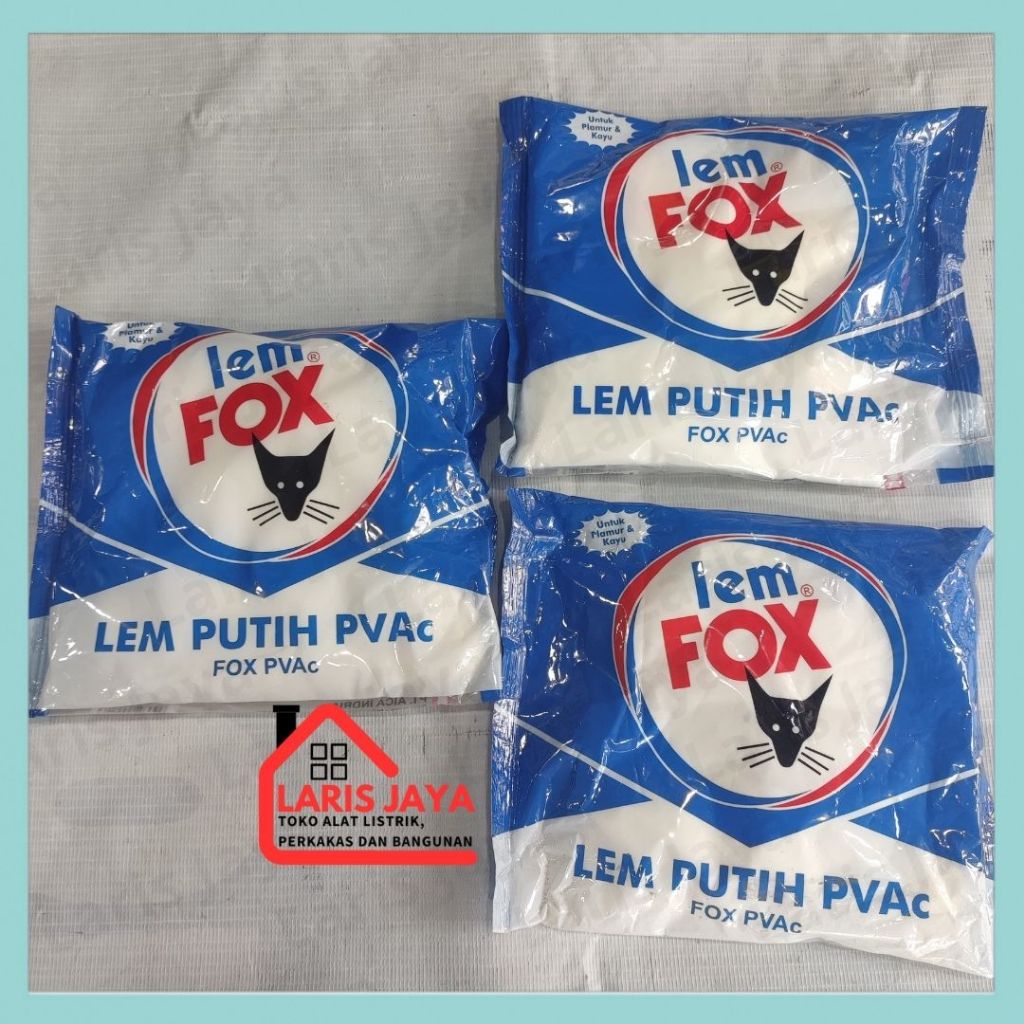 Untuk
Plamur &
Kayu
lem®
FOX
LEM PUTIH PVAc
FOX PVAc
Untuk
Plamur &
Kayu
lem®
FOX
LEM PUTIH PVAc
FOX PVAc
Untuk
Plamur &
Kayu
lem®
FOX
LEM PUTIH PVAc
FOX PVAc
LARIS JAYA
TOKO ALAT LISTRIK,
PERKAKAS DAN BANGUNAN